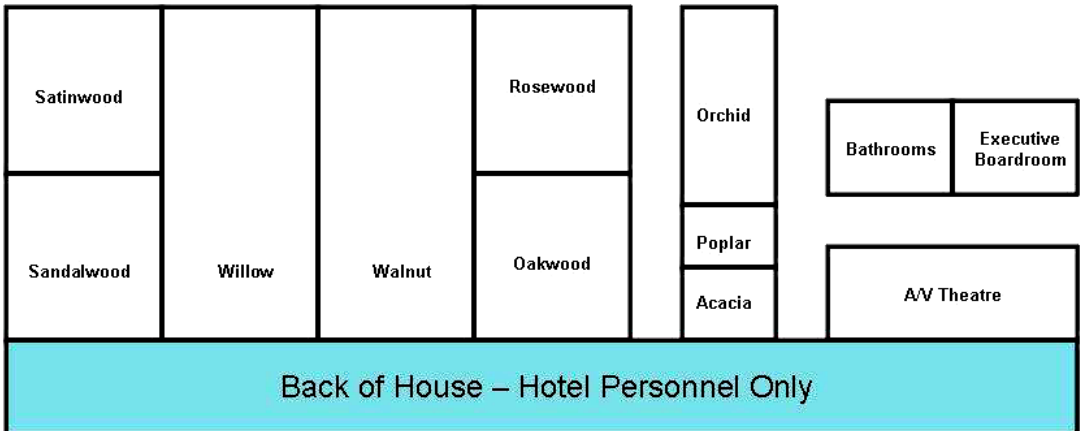 Satinwood
Rosewood
Orchid
Bathrooms
Executive
Boardroom
Sandalwood
Willow
Walnut
Oakwood
Poplar
Acacia
A/V Theatre
Back of House – Hotel Personnel Only